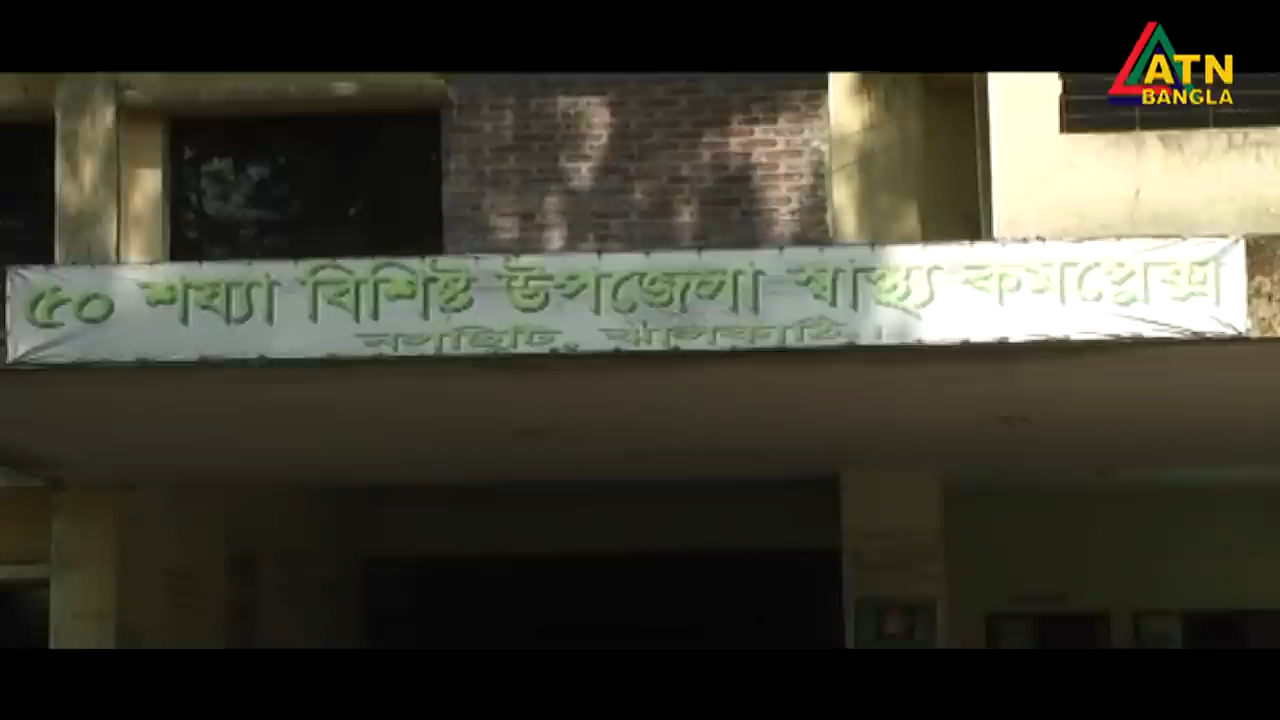 ATN
BANGLA
৫০ শয্যা বিশিষ্ট উপজেলা স্বাস্থ্য কমপ্লেক্স
নলছিটি, ঝালকাঠি ।